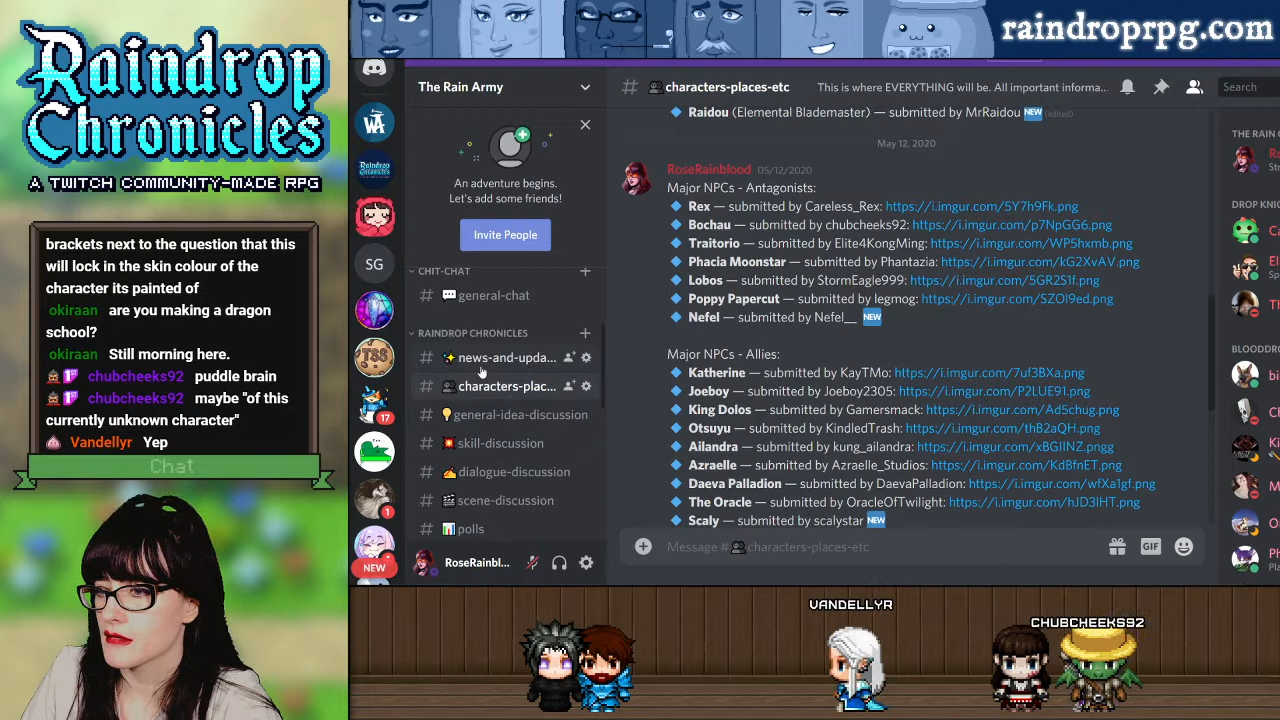 Raindrop
Chronicles
A TWITCH COMMUNITY-MADE RPG
brackets next to the question that this
will lock in the skin colour of the
character its painted of
okiraan are you making a dragon
school?
okiraan Still morning here.
chubcheeks92 puddle brain
chubcheeks92 maybe "of this
currently unknown character"
Vandellyr Yep
Chat
raindroprpg.com
WA
Raindrop
Chronicles
SG
TSS
17
1
NEW
The Rain Army
An adventure begins.
Let's add some friends!
Invite People
CHIT-CHAT
general-chat
RAINDROP CHRONICLES
news-and-upda...
characters-plac...
general-idea-discussion
skill-discussion
dialogue-discussion
scene-discussion
polls
RoseRainbl...
characters-places-etc
This is where EVERYTHING will be. All important informa...
Search
Raidou (Elemental Blademaster) — submitted by MrRaidou NEW (edited)
May 12, 2020
RoseRainblood 05/12/2020
Major NPCs - Antagonists:
Rex — submitted by Careless_Rex: https://i.imgur.com/5Y7h9Fk.png
Bochau — submitted by chubcheeks92: https://i.imgur.com/p7NpGG6.png
Traitorio — submitted by Elite4KongMing: https://i.imgur.com/WP5hxmb.png
Phacia Moonstar — submitted by Phantazia: https://i.imgur.com/kG2XvAV.png
Lobos — submitted by StormEagle999: https://i.imgur.com/5GR2S1f.png
Poppy Papercut — submitted by legmog: https://i.imgur.com/SZOl9ed.png
Nefel — submitted by Nefel__ NEW
Major NPCs - Allies:
Katherine — submitted by KayTMo: https://i.imgur.com/7uf3BXa.png
Joeboy — submitted by Joeboy2305: https://i.imgur.com/P2LUE91.png
King Dolos — submitted by Gamersmack: https://i.imgur.com/Ad5chug.png
Otsuyu — submitted by KindledTrash: https://i.imgur.com/thB2aQH.png
Ailandra — submitted by kung_ailandra: https://i.imgur.com/xBGIINZ.pngg
Azraelle — submitted by Azraelle_Studios: https://i.imgur.com/KdBfnET.png
Daeva Palladion — submitted by DaevaPalladion: https://i.imgur.com/wfXa1gf.png
The Oracle — submitted by OracleOfTwilight: https://i.imgur.com/hJD3IHT.png
Scaly — submitted by scalystar NEW
Message # characters-places-etc
GIF
THE RAIN
DROP KNI
BLOODDRO
VANDELLYR
CHUBCHEEKS92